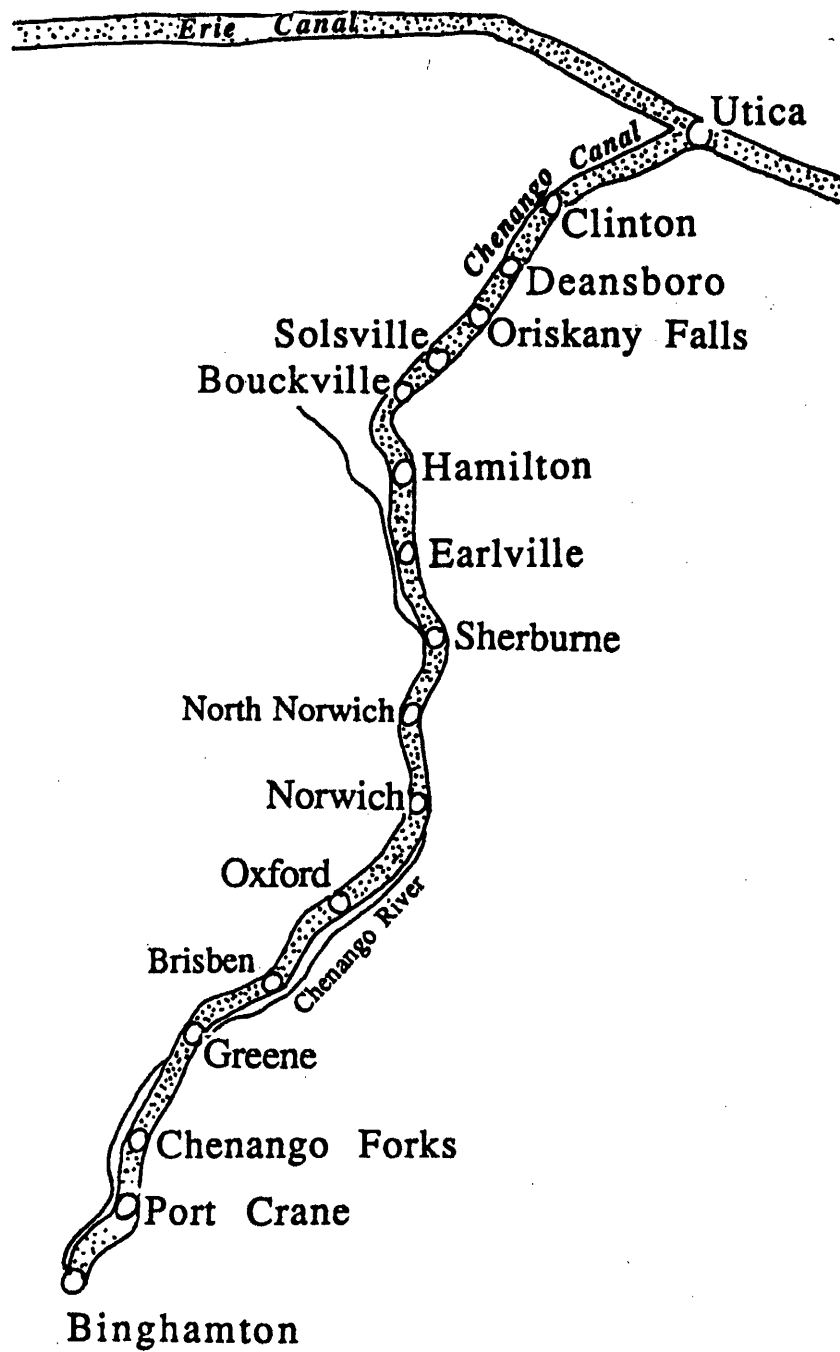 Erie Canal
Utica
Chenango Canal
Clinton
Deansboro
Oriskany Falls
Solsville
Bouckville
Hamilton
Earlville
Sherburne
North Norwich
Norwich
Oxford
Chenango River
Brisben
Greene
Chenango Forks
Port Crane
Binghamton